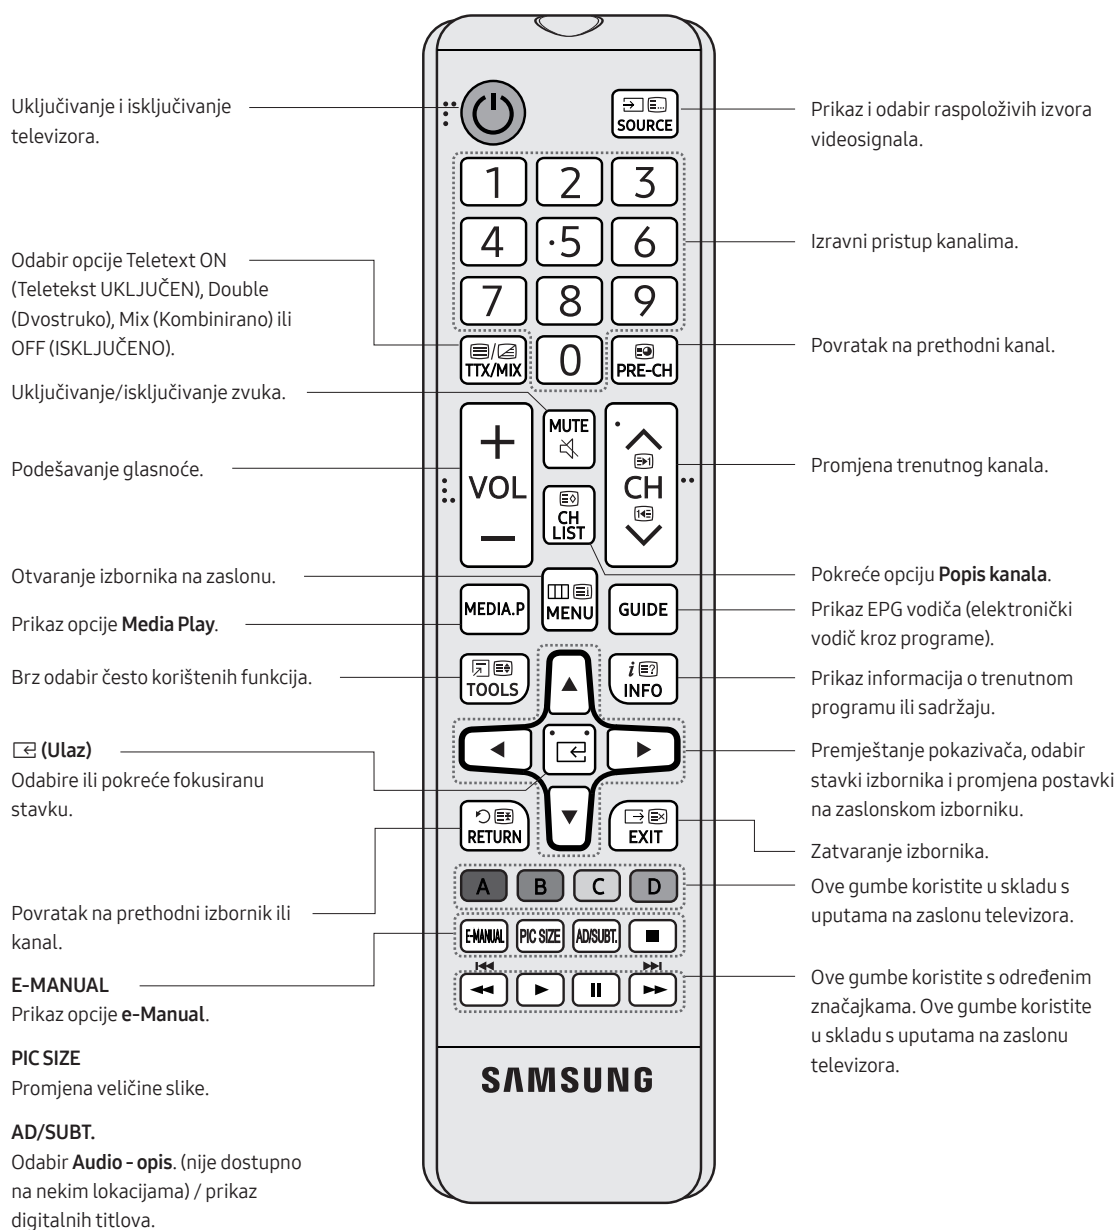 Uključivanje i isključivanje
televizora.
Odabir opcije Teletext ON
(Teletekst UKLJUČEN), Double
(Dvostruko), Mix (Kombinirano) ili
OFF (ISKLJUČENO).
Uključivanje/isključivanje zvuka.
Podešavanje glasnoće.
Otvaranje izbornika na zaslonu.
Prikaz opcije Media Play.
Brz odabir često korištenih funkcija.
(Ulaz)
Odabire ili pokreće fokusiranu
stavku.
Povratak na prethodni izbornik ili
kanal.
E-MANUAL
Prikaz opcije e-Manual.
PIC SIZE
Promjena veličine slike.
AD/SUBT.
Odabir Audio - opis. (nije dostupno
na nekim lokacijama) / prikaz
digitalnih titlova.
SOURCE
1 2 3
4 ·5 6
7 8 9
TTX/MIX 0 PRE-CH
MUTE
VOL
CH
CH
LIST
MEDIA.P MENU GUIDE
TOOLS INFO
RETURN EXIT
A B C D
E-MANUAL PIC SIZE AD/SUBT.
SAMSUNG
Prikaz i odabir raspoloživih izvora
videosignala.
Izravni pristup kanalima.
Povratak na prethodni kanal.
Promjena trenutnog kanala.
Pokreće opciju Popis kanala.
Prikaz EPG vodiča (elektronički
vodič kroz programe).
Prikaz informacija o trenutnom
programu ili sadržaju.
Premještanje pokazivača, odabir
stavki izbornika i promjena postavki
na zaslonskom izborniku.
Zatvaranje izbornika.
Ove gumbe koristite u skladu s
uputama na zaslonu televizora.
Ove gumbe koristite s određenim
značajkama. Ove gumbe koristite
u skladu s uputama na zaslonu
televizora.